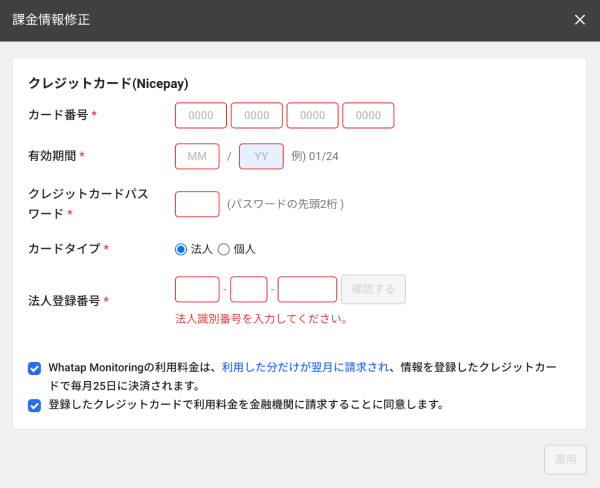 課金情報修正
クレジットカード(Nicepay)
カード番号 * 0000 0000 0000 0000
有効期間 * MM / YY 例) 01/24
クレジットカードパス
ワード * (パスワードの先頭2桁 )
カードタイプ * 法人 個人
法人登録番号 * - - 確認する
法人識別番号を入力してください。
Whatap Monitoringの利用料金は、利用した分だけが翌月に請求され、情報を登録したクレジットカー
ドで毎月25日に決済されます。
登録したクレジットカードで利用料金を金融機関に請求することに同意します。
適用